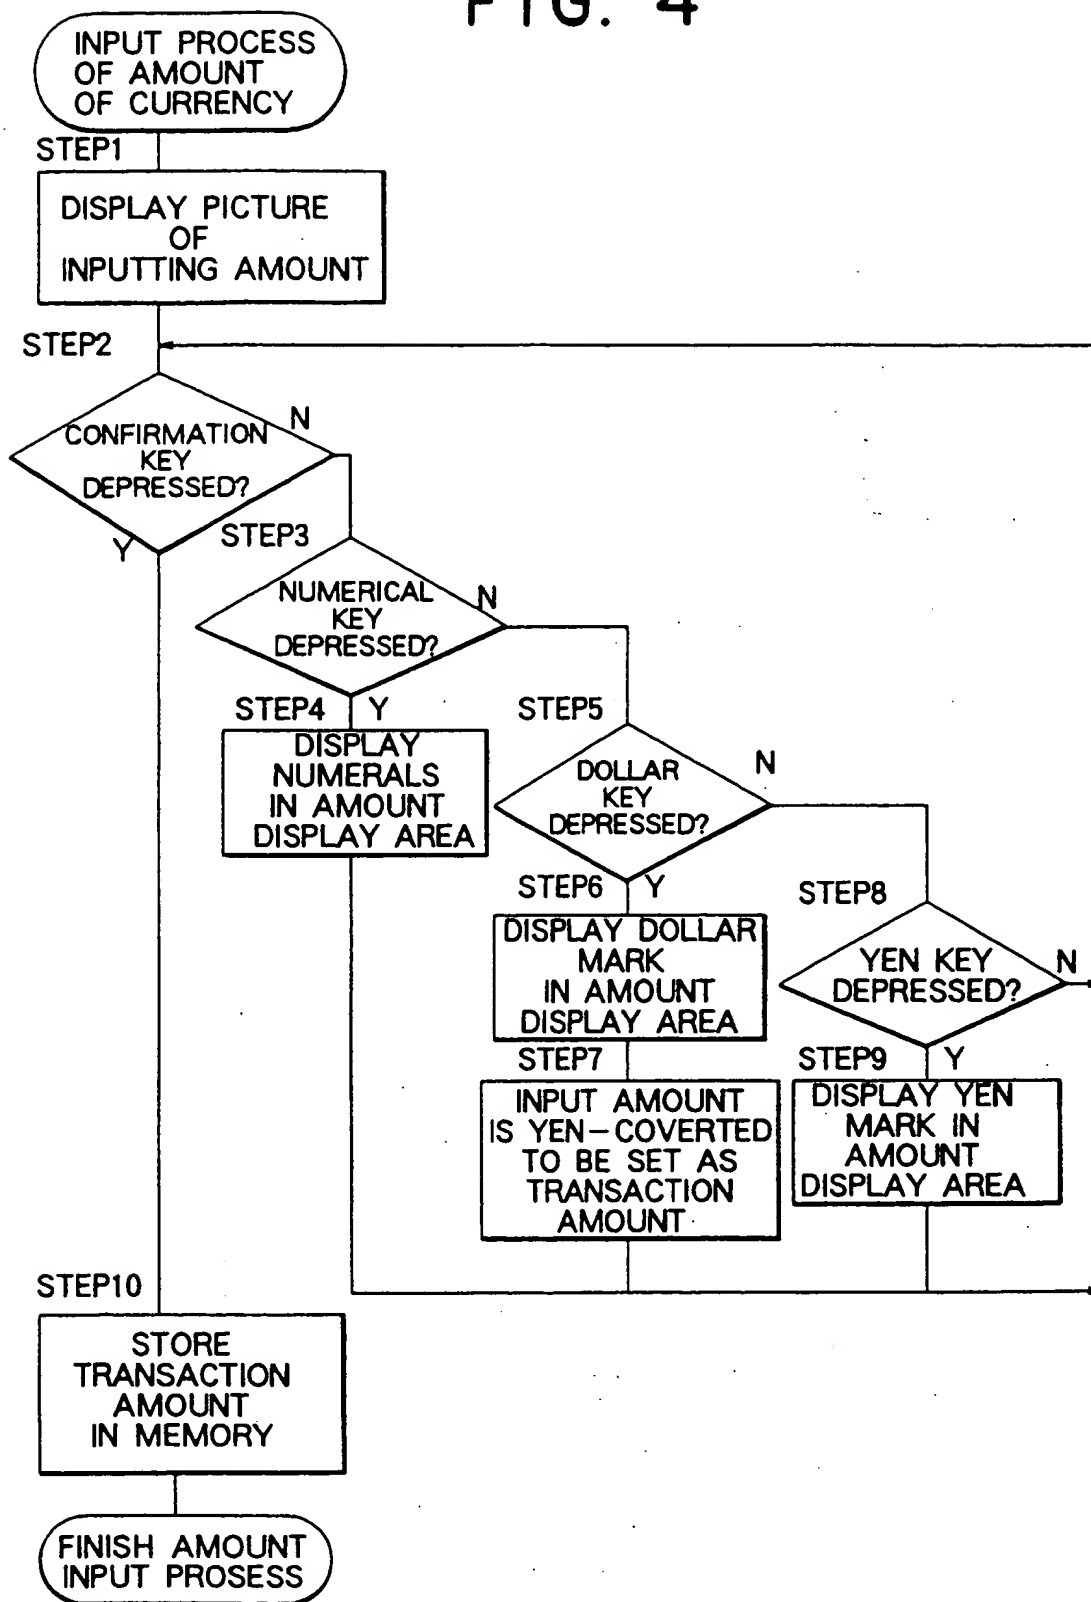 FIG. 4
INPUT PROCESS
OF AMOUNT
OF CURRENCY
STEP1
DISPLAY PICTURE
OF
INPUTTING AMOUNT
STEP2
CONFIRMATION
KEY
DEPRESSED?
N
Y
STEP3
NUMERICAL
KEY
DEPRESSED?
N
STEP4
Y
DISPLAY
NUMERALS
IN AMOUNT
DISPLAY AREA
STEP5
DOLLAR
KEY
DEPRESSED?
N
STEP6
Y
DISPLAY DOLLAR
MARK
IN AMOUNT
DISPLAY AREA
STEP7
INPUT AMOUNT
IS YEN-COVERTED
TO BE SET AS
TRANSACTION
AMOUNT
STEP8
YEN KEY
DEPRESSED?
N
STEP9
Y
DISPLAY YEN
MARK IN
AMOUNT
DISPLAY AREA
STEP10
STORE
TRANSACTION
AMOUNT
IN MEMORY
FINISH AMOUNT
INPUT PROSESS